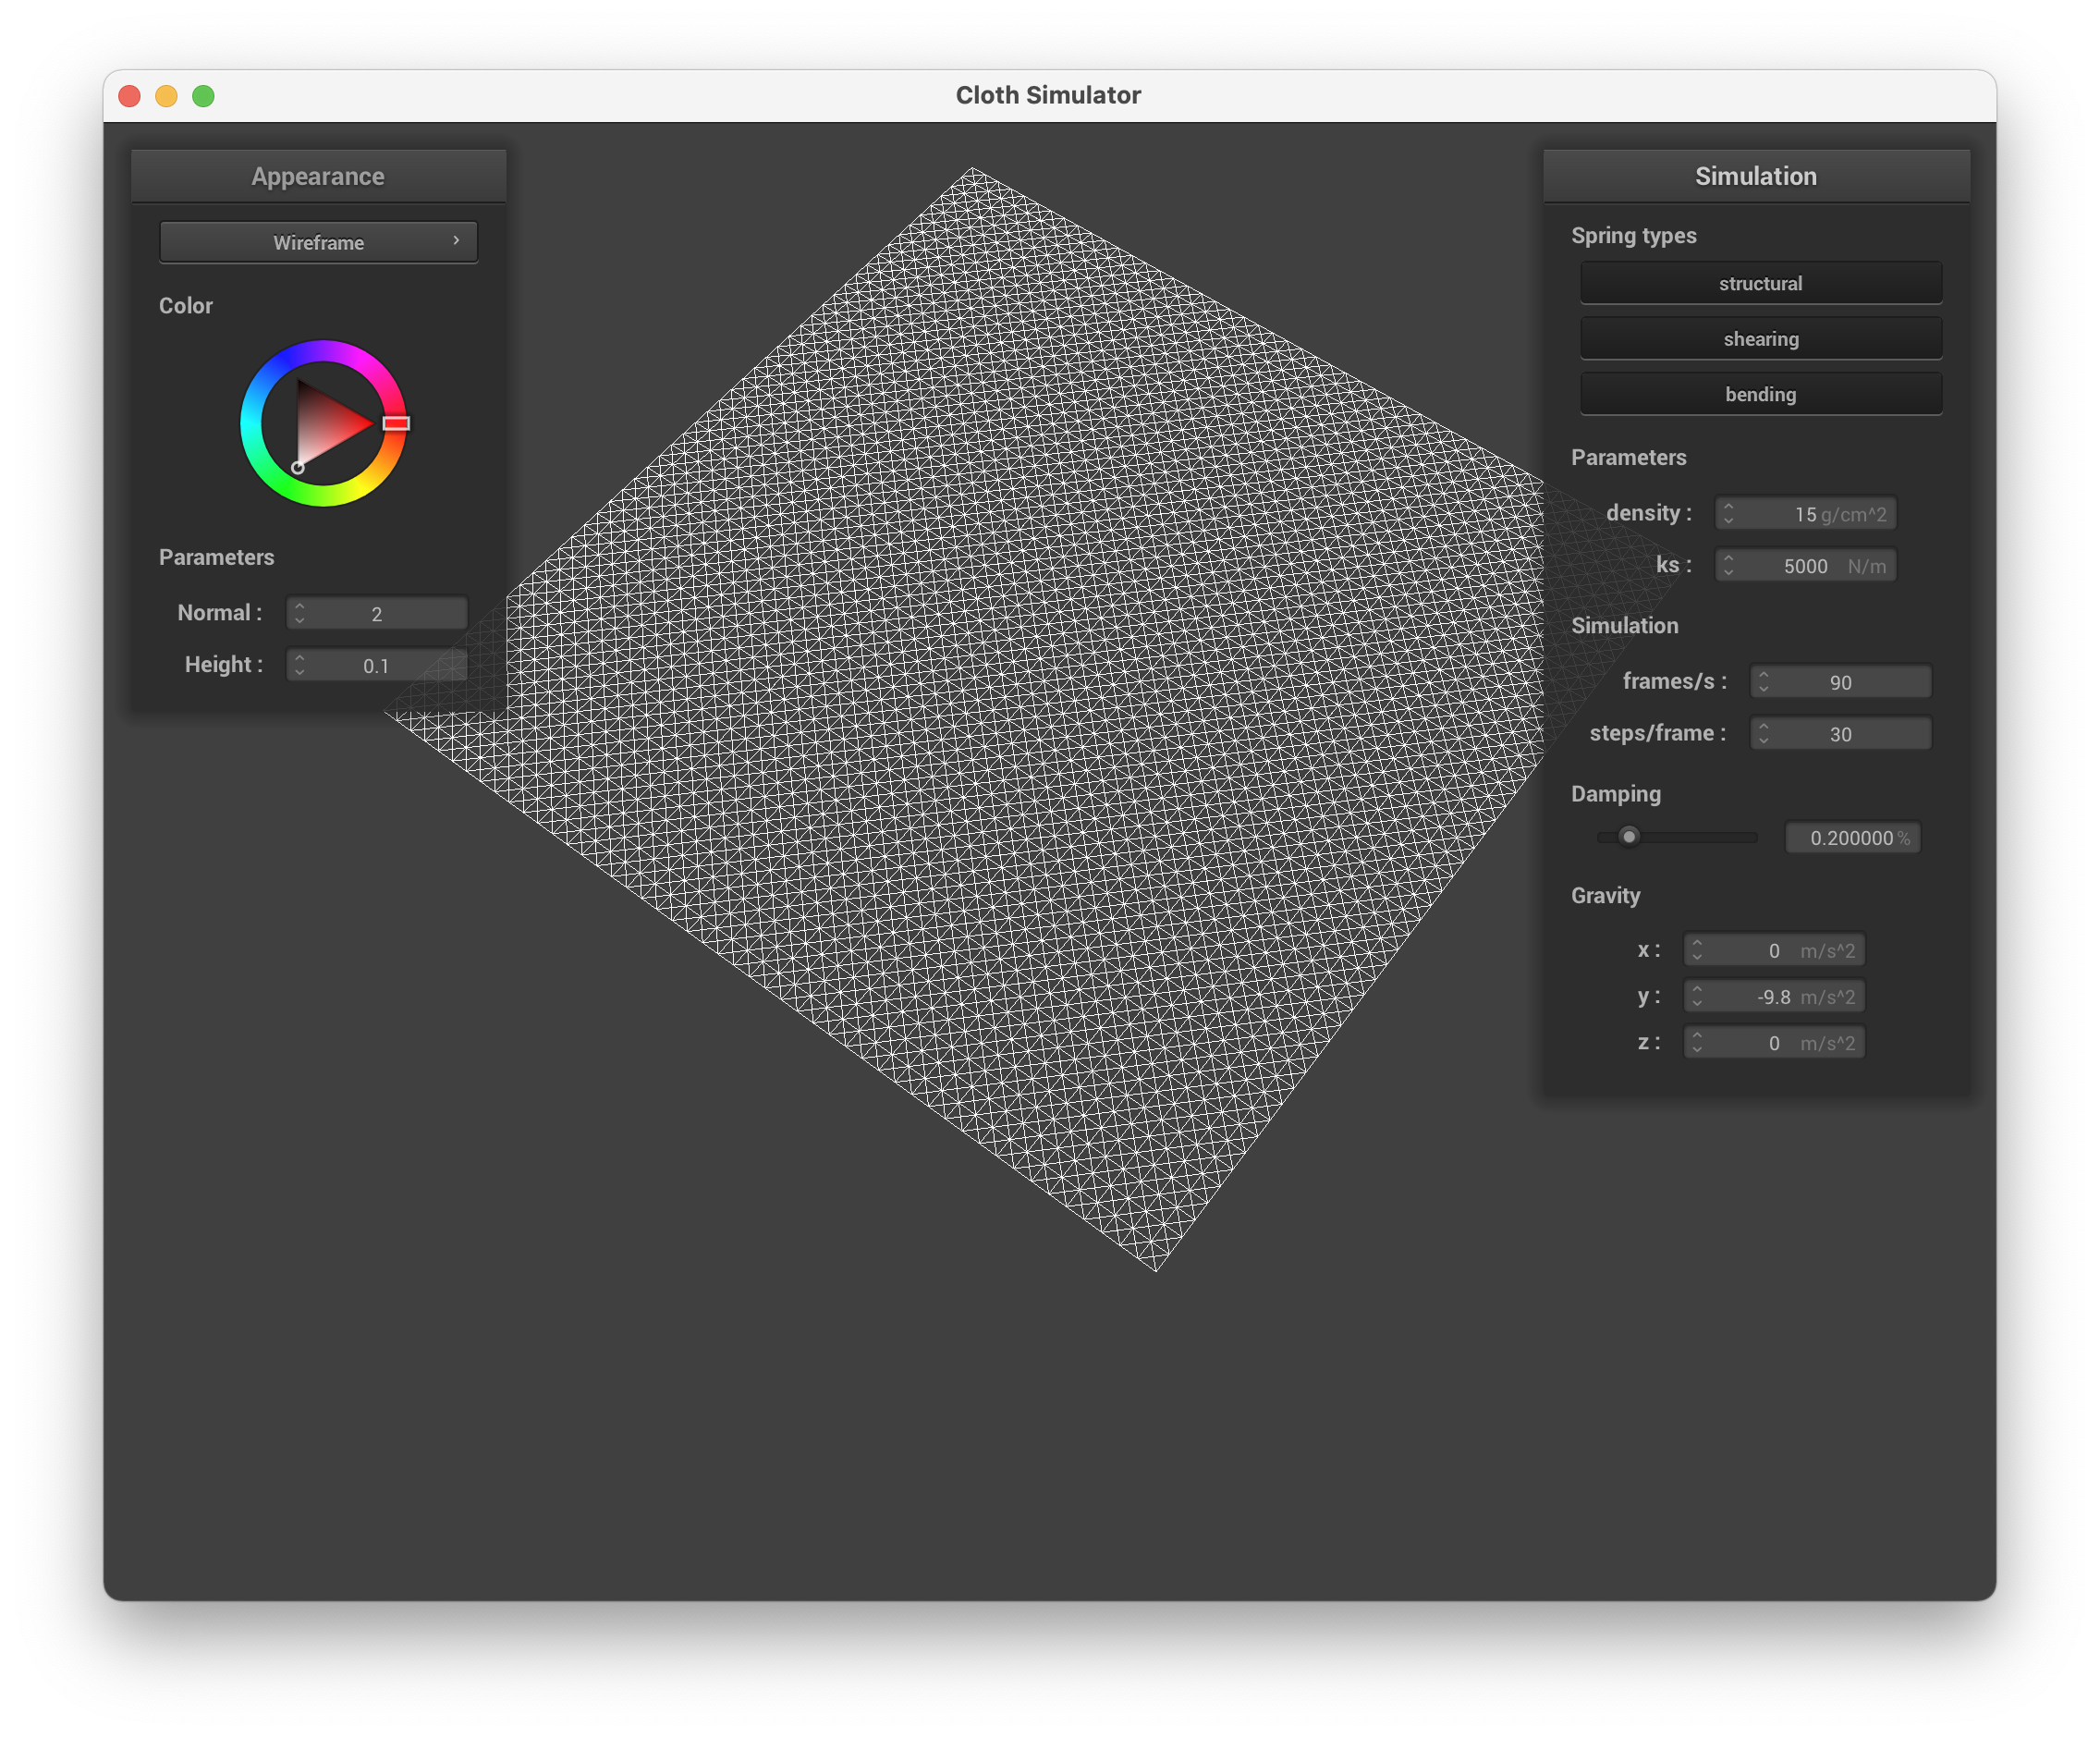 Cloth Simulator
Appearance
Wireframe
Color
Parameters
Normal : 2
Height : 0.1
Simulation
Spring types
structural
shearing
bending
Parameters
density : 15 g/cm^2
ks : 5000 N/m
Simulation
frames/s : 90
steps/frame : 30
Damping
0.200000 %
Gravity
x : 0 m/s^2
y : -9.8 m/s^2
z : 0 m/s^2